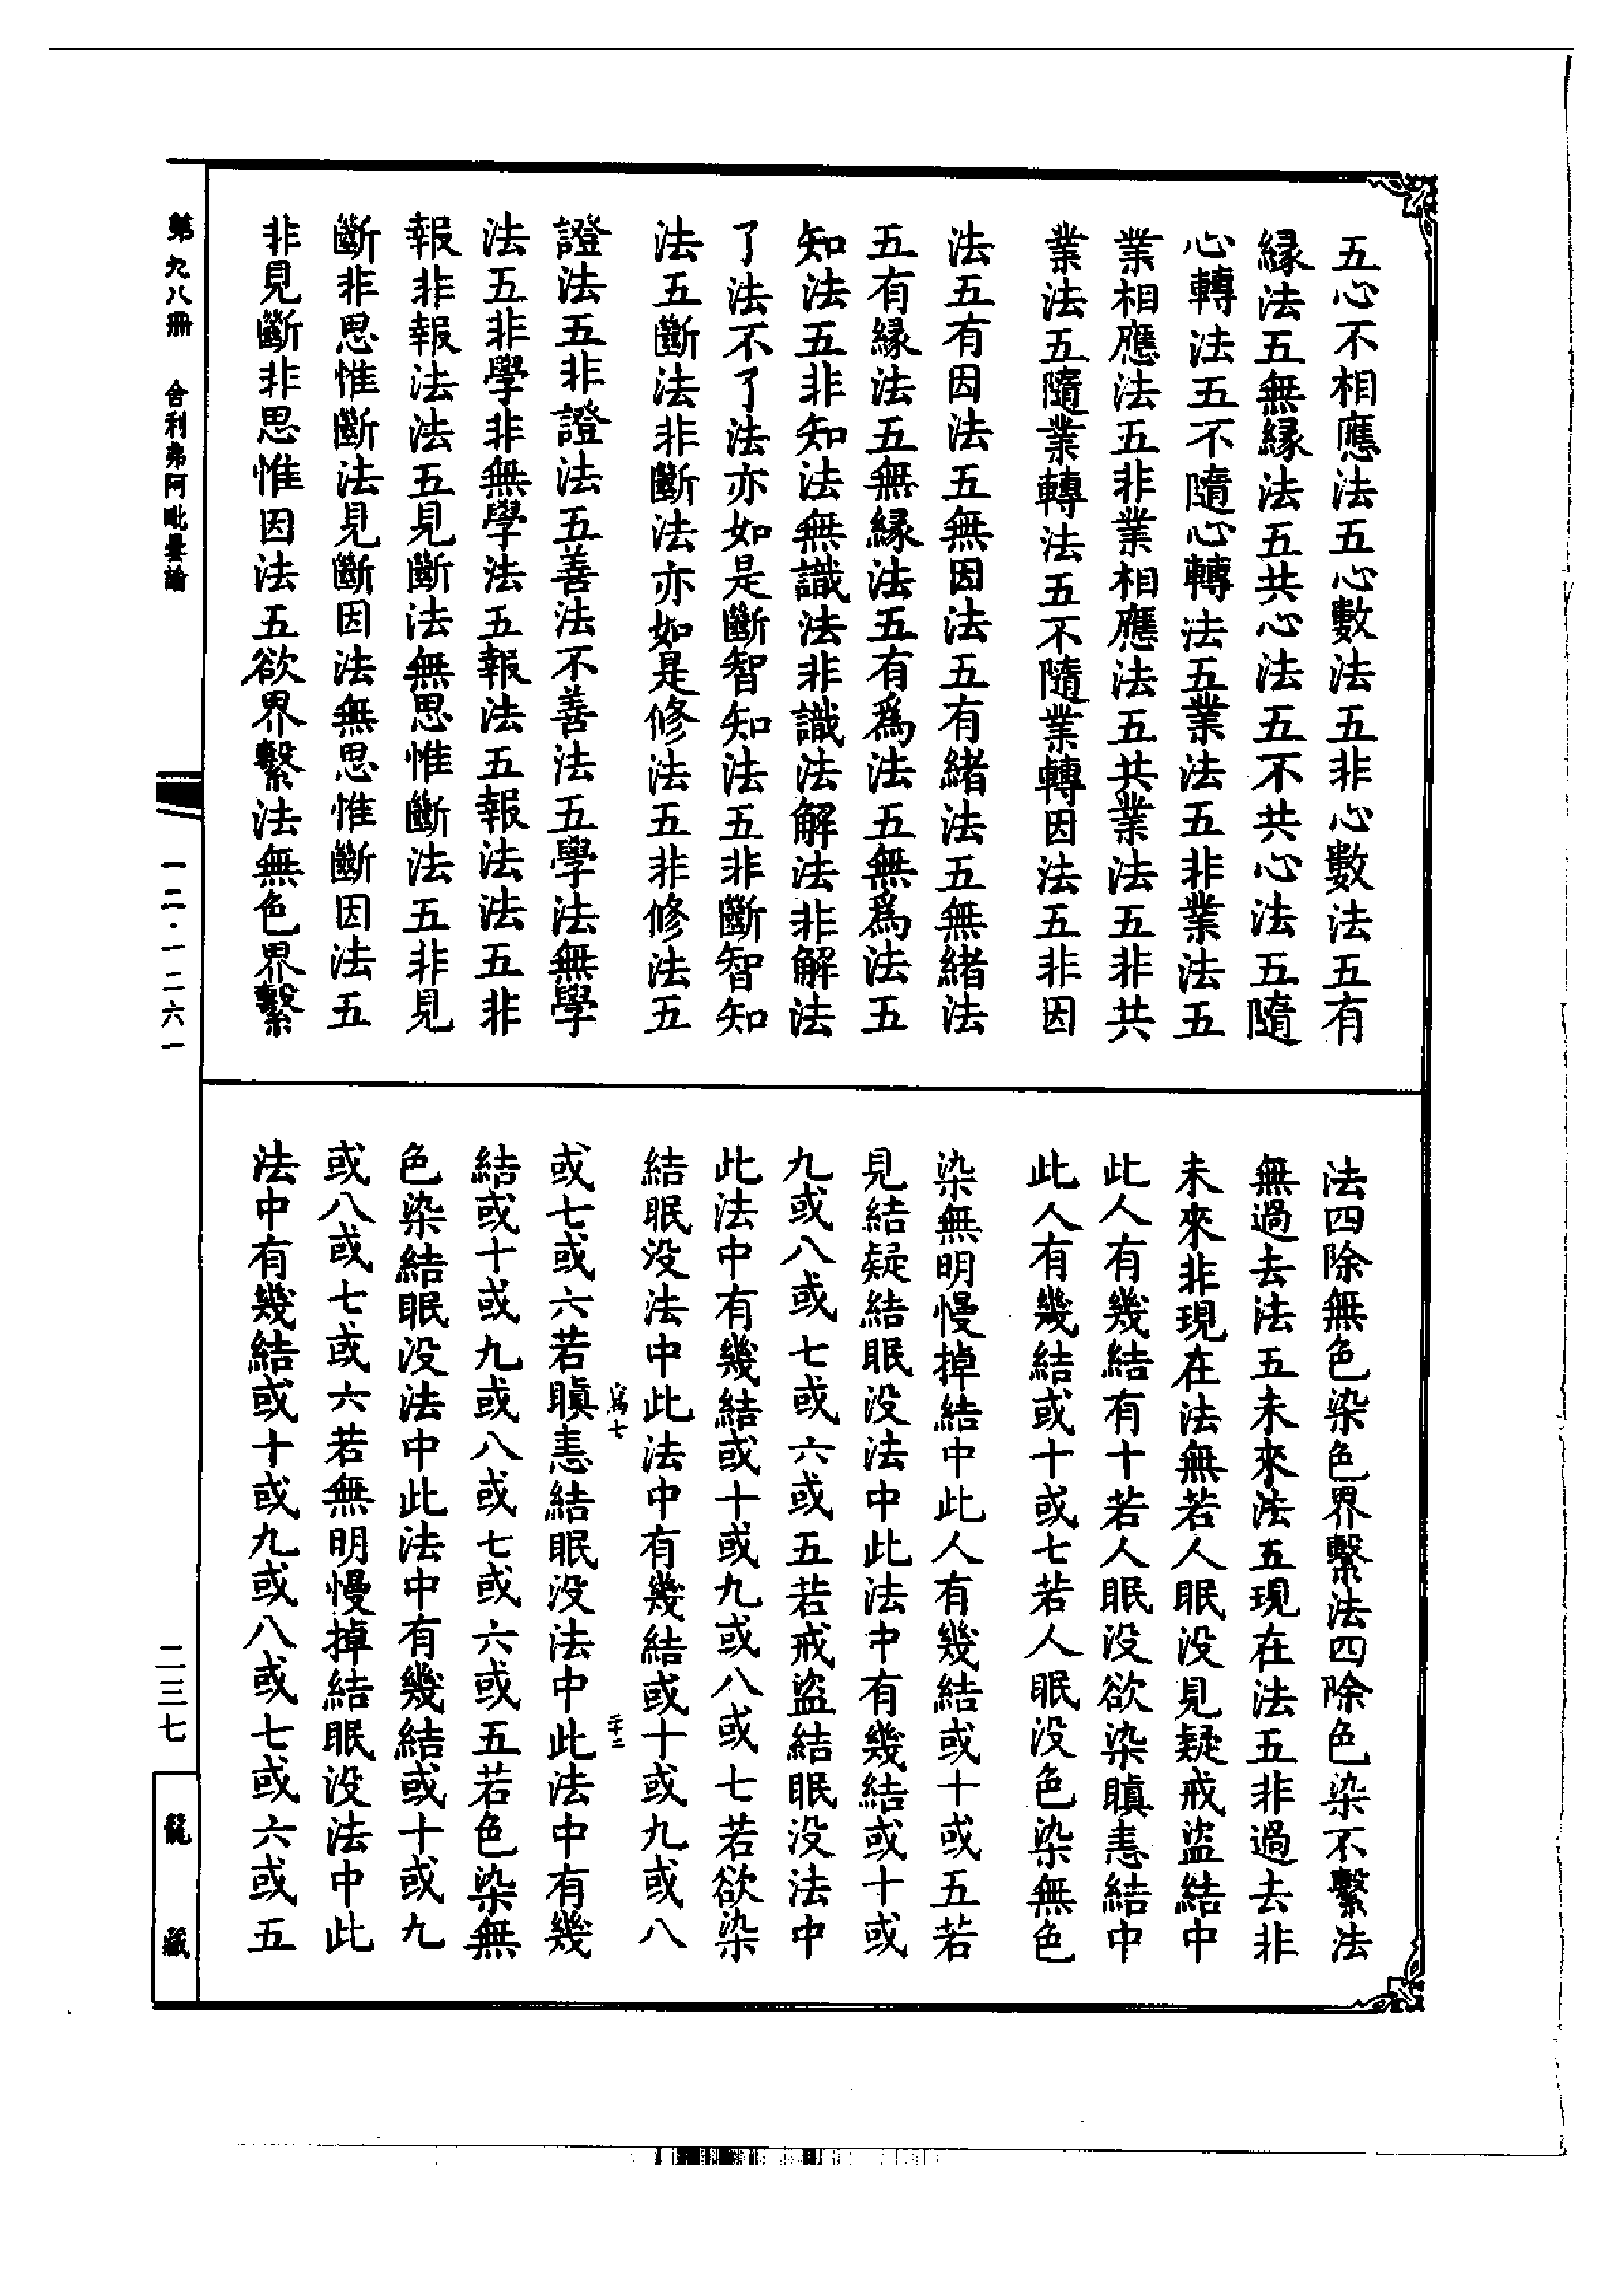 五心不相應法五心數法五非心數法五有
縁法五無縁法五共心法五不共心法五隨
心轉法五不隨心轉法五業法五非業法五
業相應法五非業相應法五共業法五非共
業法五隨業轉法五不隨業轉因法五非因
法五有因法五無因法五有緒法五無緒法
五有縁法五無縁法五有爲法五無爲法五
知法五非知法無識法非識法解法非解法
了法不了法亦如是斷智知法五非斷智知
法五斷法非斷法亦如是修法五非修法五
證法五非證法五善法不善法五學法無學
法五非學非無學法五報法五報法法五非
報非報法法五見斷法無思惟斷法五非見
斷非思惟斷法見斷因法無思惟斷因法五
非見斷非思惟因法五欲界繫法無色界繫
法四除無色染色界繫法四除色染不繫法
無過去法五未來法五現在法五非過去非
未來非現在法無若人眠没見疑戒盜結中
此人有幾結有十若人眠没欲染瞋恚結中
此人有幾結或十或七若人眠没色染無色
染無明慢掉結中此人有幾結或十或五若
見結疑結眠没法中此法中有幾結或十或
九或八或七或六或五若戒盜結眠没法中
此法中有幾結或十或九或八或七若欲染
結眠没法中此法中有幾結或十或九或八
寫七
二十二
或七或六若瞋恚結眠没法中此法中有幾
結或十或九或八或七或六或五若色染無
色染結眠没法中此法中有幾結或十或九
或八或七或六若無明慢掉結眠没法中此
法中有幾結或十或九或八或七或六或五
第九八冊 舍利弗阿毗曇論
一二·一二六一
二三七
龍藏